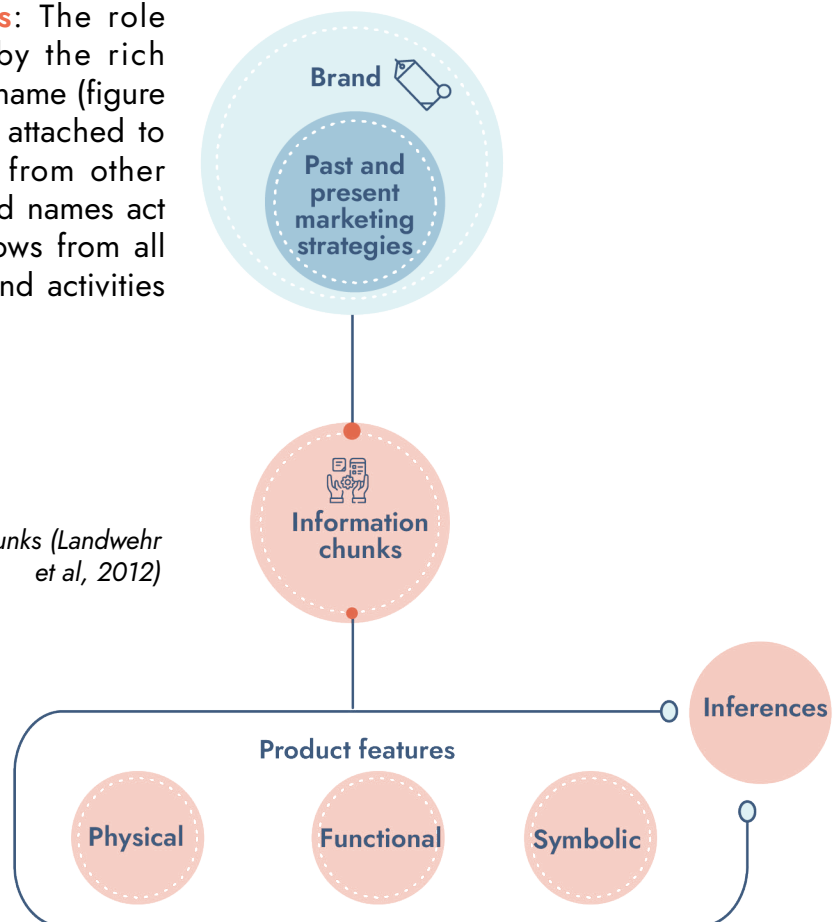 s: The role
by the rich
name (figure
attached to
from other
d names act
ows from all
nd activities
unks (Landwehr
et al, 2012)
Brand
Past and
present
marketing
strategies
Information
chunks
Inferences
Product features
Physical
Functional
Symbolic